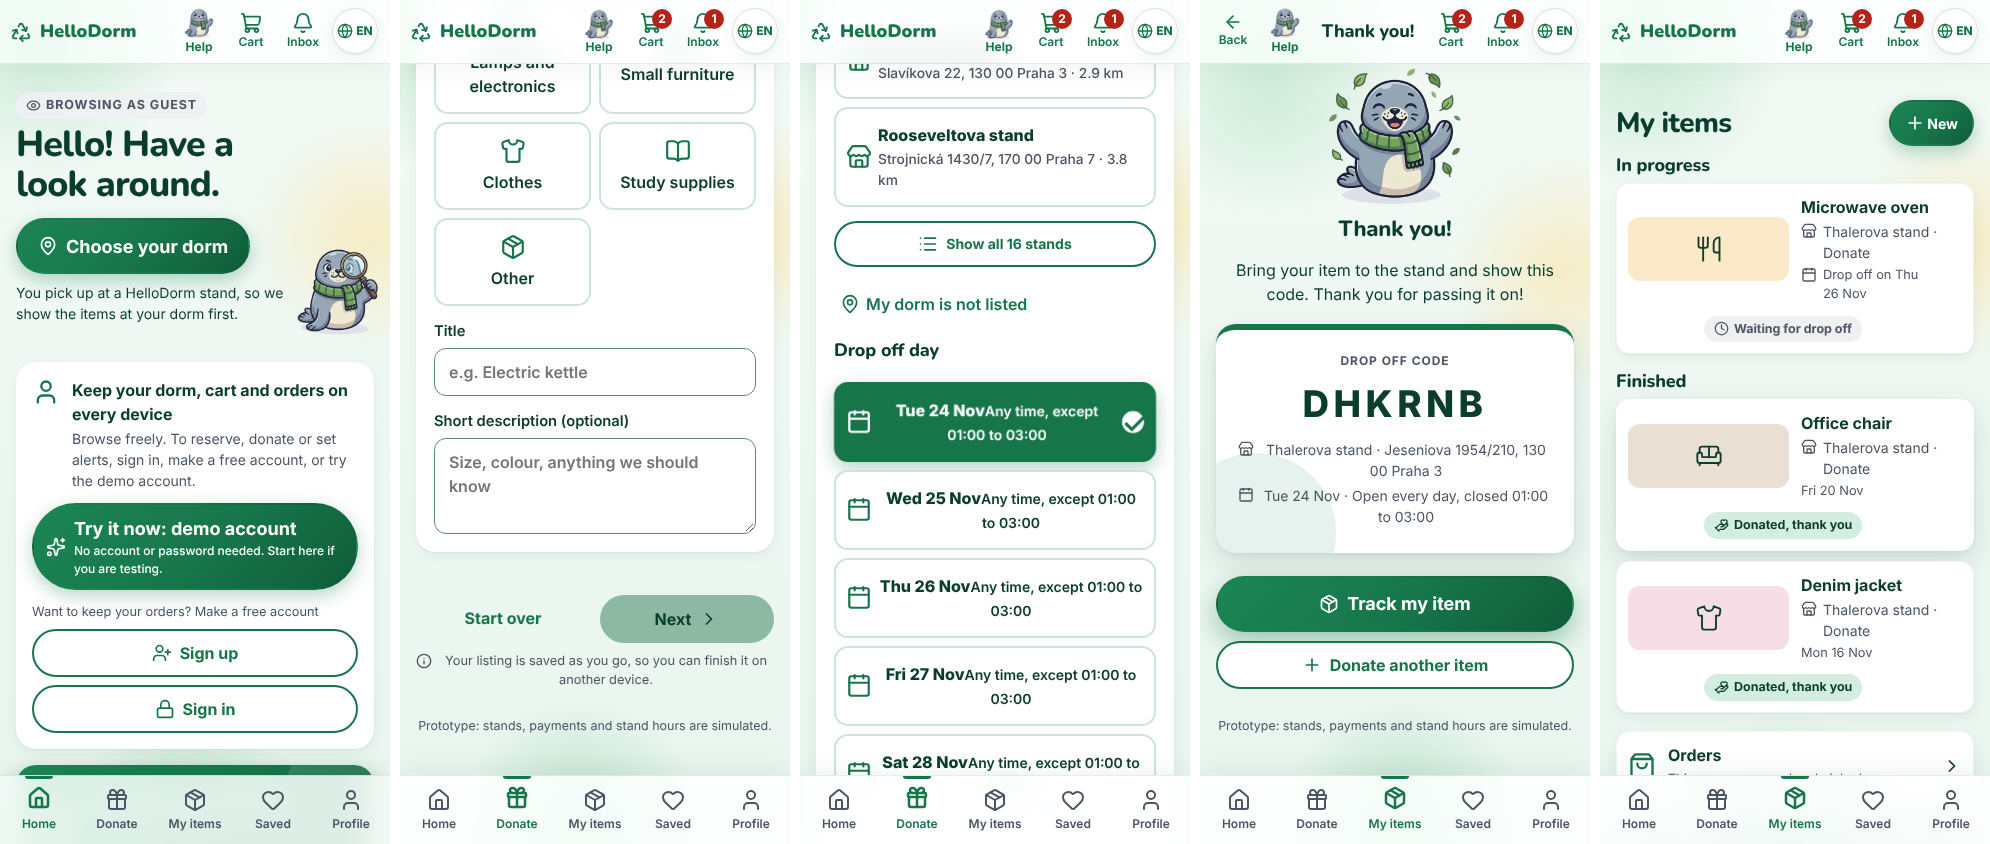 HelloDorm
Help
Cart
Inbox
EN
BROWSING AS GUEST
Hello! Have a
look around.
Choose your dorm
You pick up at a HelloDorm stand, so we
show the items at your dorm first.
Keep your dorm, cart and orders on
every device
Browse freely. To reserve, donate or set
alerts, sign in, make a free account, or try
the demo account.
Try it now: demo account
No account or password needed. Start here if
you are testing.
Want to keep your orders? Make a free account
Sign up
Sign in
Home
Donate
My items
Saved
Profile
HelloDorm
Help
2
Cart
1
Inbox
EN
Lamps and
electronics
Small furniture
Clothes
Study supplies
Other
Title
e.g. Electric kettle
Short description (optional)
Size, colour, anything we should
know
Start over
Next
Your listing is saved as you go, so you can finish it on
another device.
Prototype: stands, payments and stand hours are simulated.
Home
Donate
My items
Saved
Profile
HelloDorm
Help
2
Cart
1
Inbox
EN
Slavíkova 22, 130 00 Praha 3 · 2.9 km
Rooseveltova stand
Strojnická 1430/7, 170 00 Praha 7 · 3.8
km
Show all 16 stands
My dorm is not listed
Drop off day
Tue 24 NovAny time, except
01:00 to 03:00
Wed 25 NovAny time, except 01:00
to 03:00
Thu 26 NovAny time, except 01:00 to
03:00
Fri 27 NovAny time, except 01:00 to
03:00
Sat 28 NovAny time, except 01:00 to
Home
Donate
My items
Saved
Profile
Back
Help
Thank you!
2
Cart
1
Inbox
EN
Thank you!
Bring your item to the stand and show this
code. Thank you for passing it on!
DROP OFF CODE
DHKRNB
Thalerova stand · Jeseniova 1954/210, 130
00 Praha 3
Tue 24 Nov · Open every day, closed 01:00
to 03:00
Track my item
Donate another item
Prototype: stands, payments and stand hours are simulated.
Home
Donate
My items
Saved
Profile
HelloDorm
Help
2
Cart
1
Inbox
EN
My items
New
In progress
Microwave oven
Thalerova stand ·
Donate
Drop off on Thu
26 Nov
Waiting for drop off
Finished
Office chair
Thalerova stand ·
Donate
Fri 20 Nov
Donated, thank you
Denim jacket
Thalerova stand ·
Donate
Mon 16 Nov
Donated, thank you
Orders
Home
Donate
My items
Saved
Profile